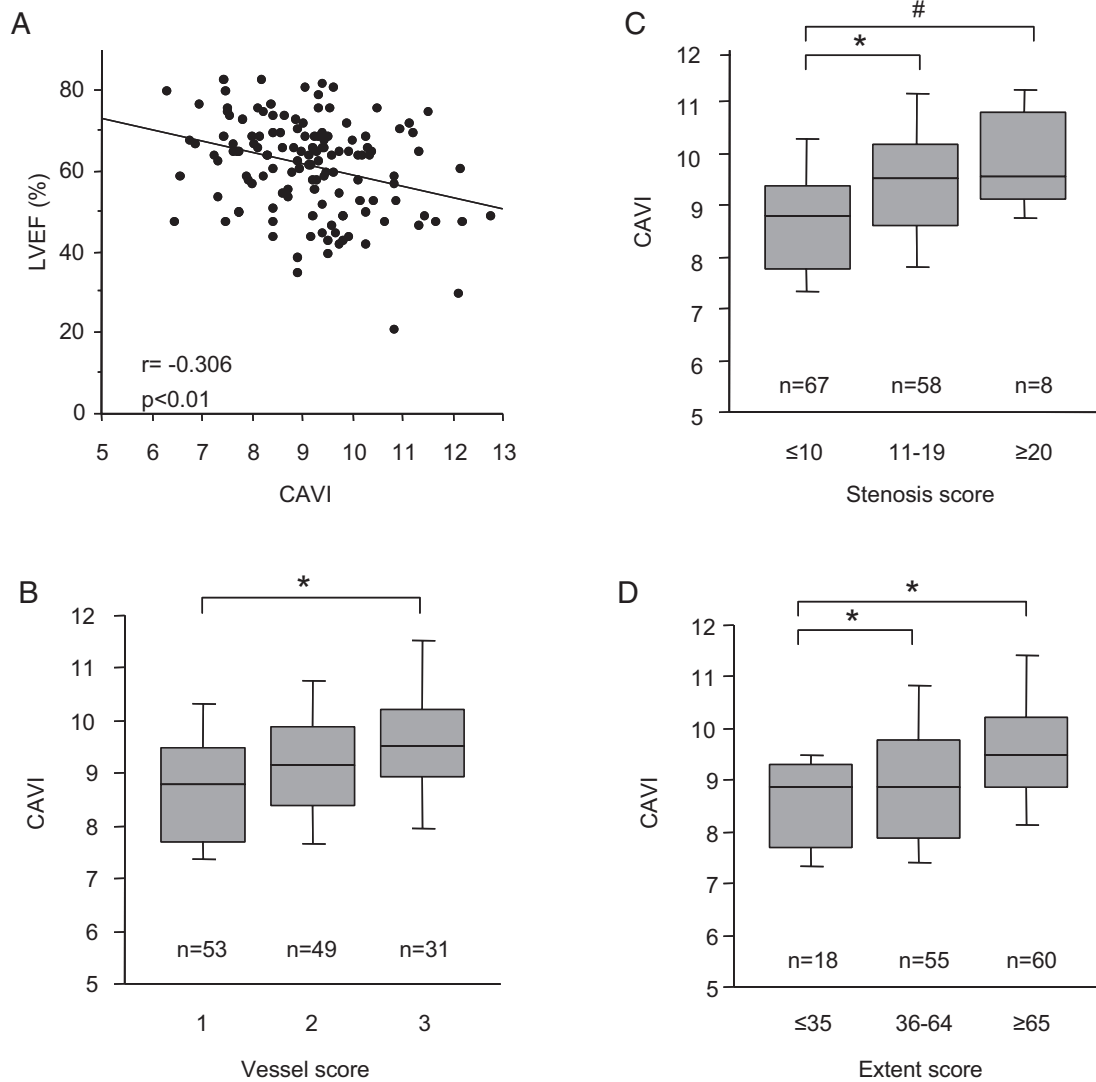 A
LVEF (%)
80
60
40
20
0
r= -0.306
p<0.01
5 6 7 8 9 10 11 12 13
CAVI
C
#
*
CAVI
12
11
10
9
8
7
6
5
n=67 n=58 n=8
≤10 11-19 ≥20
Stenosis score
B
*
CAVI
12
11
10
9
8
7
6
5
n=53 n=49 n=31
1 2 3
Vessel score
D
*
*
CAVI
12
11
10
9
8
7
6
5
n=18 n=55 n=60
≤35 36-64 ≥65
Extent score